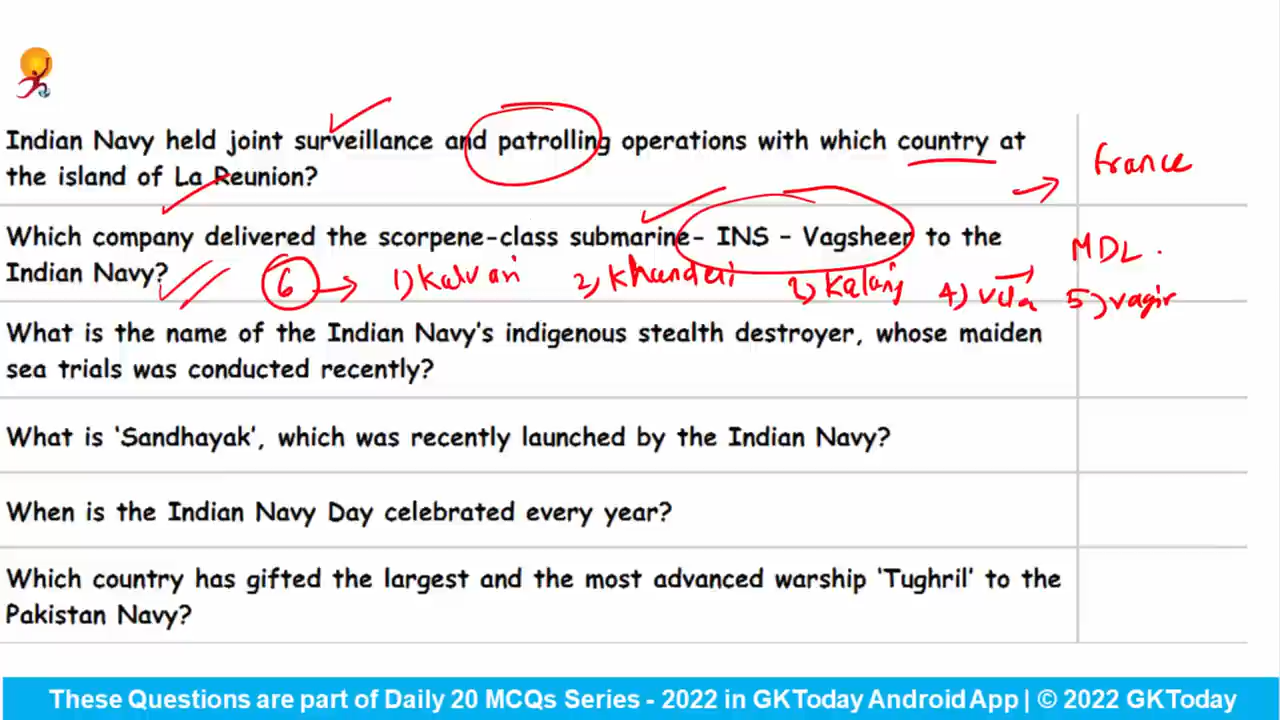 Indian Navy held joint surveillance and patrolling operations with which country at
the island of La Reunion?
France
Which company delivered the scorpene-class submarine- INS - Vagsheer to the
Indian Navy?
MDL.
6 → 1) Kalvari 2) Khanderi 3) Kalanj 4) vela 5) vagir
What is the name of the Indian Navy's indigenous stealth destroyer, whose maiden
sea trials was conducted recently?
What is 'Sandhayak', which was recently launched by the Indian Navy?
When is the Indian Navy Day celebrated every year?
Which country has gifted the largest and the most advanced warship 'Tughril' to the
Pakistan Navy?
These Questions are part of Daily 20 MCQs Series - 2022 in GKToday Android App | © 2022 GKToday